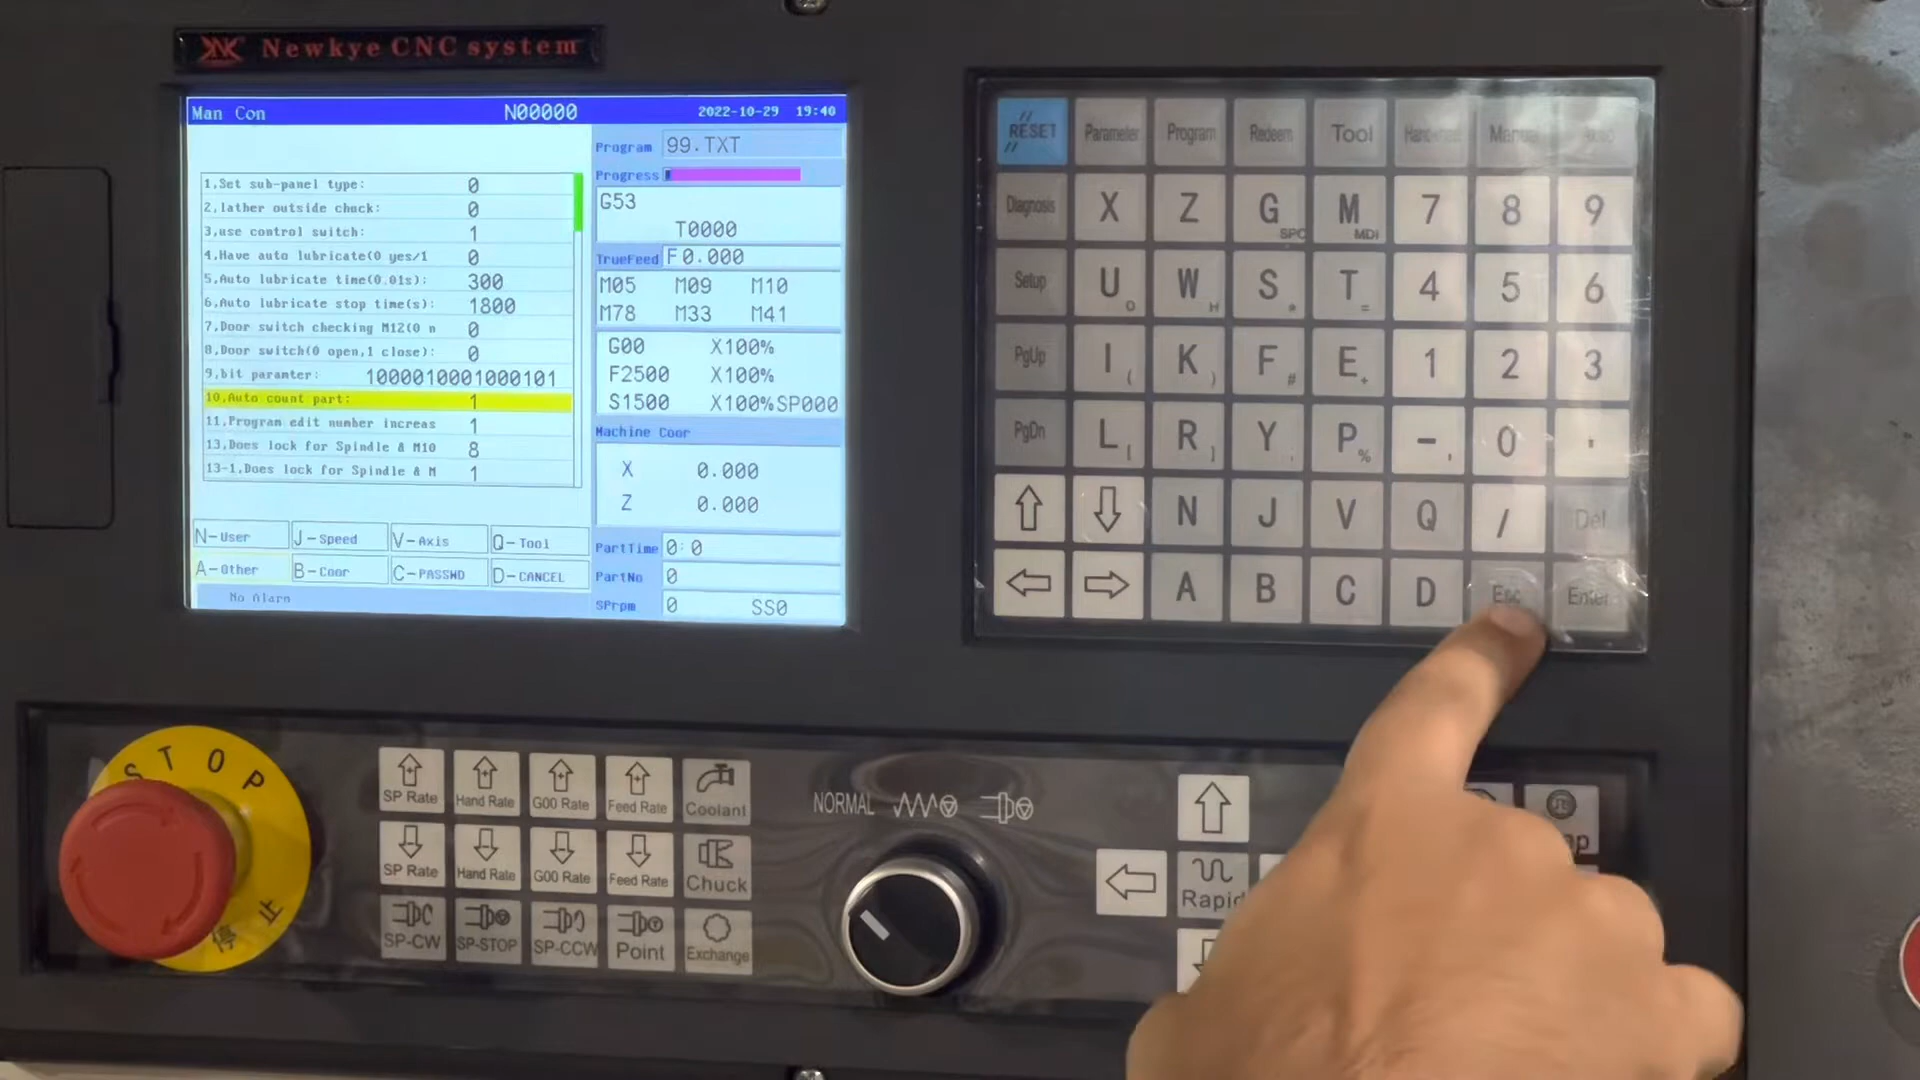 Newkye CNC system
Man Con N00000 2022-10-29 19:40
1,Set sub-panel type: 0
2,lather outside chuck: 0
3,use control switch: 1
4,Have auto lubricate(0 yes/1 0
5,Auto lubricate time(0.01s): 300
6,Auto lubricate stop time(s): 1800
7,Door switch checking M12(0 n 0
8,Door switch(0 open,1 close): 0
9,bit paramter: 1000010001000101
10,Auto count part: 1
11,Program edit number increas 1
13,Does lock for Spindle & M10 8
13-1,Does lock for Spindle & M 1
N-User J-Speed V-Axis Q-Tool
A-Other B-Coor C-PASSWD D-CANCEL
No Alarm
Program 99.TXT
Progress
G53
T0000
TrueFeed F 0.000
M05 M09 M10
M78 M33 M41
G00 X100%
F2500 X100%
S1500 X100% SP000
Machine Coor
X 0.000
Z 0.000
PartTime 0: 0
PartNo 0
SPrpm 0 SS0
// RESET // Parameter Program Redeem Tool Manual
Diagnosis X Z G SPC M MDI 7 8 9
Setup U O W H S * T = 4 5 6
PgUp I ( K ) F # E + 1 2 3
PgDn L [ R ] Y , P % - , 0 .
N J V Q / Del
A B C D Esc Enter
STOP
停止
SP Rate Hand Rate G00 Rate Feed Rate Coolant
SP Rate Hand Rate G00 Rate Feed Rate Chuck
SP-CW SP-STOP SP-CCW Point Exchange
NORMAL
Rapid